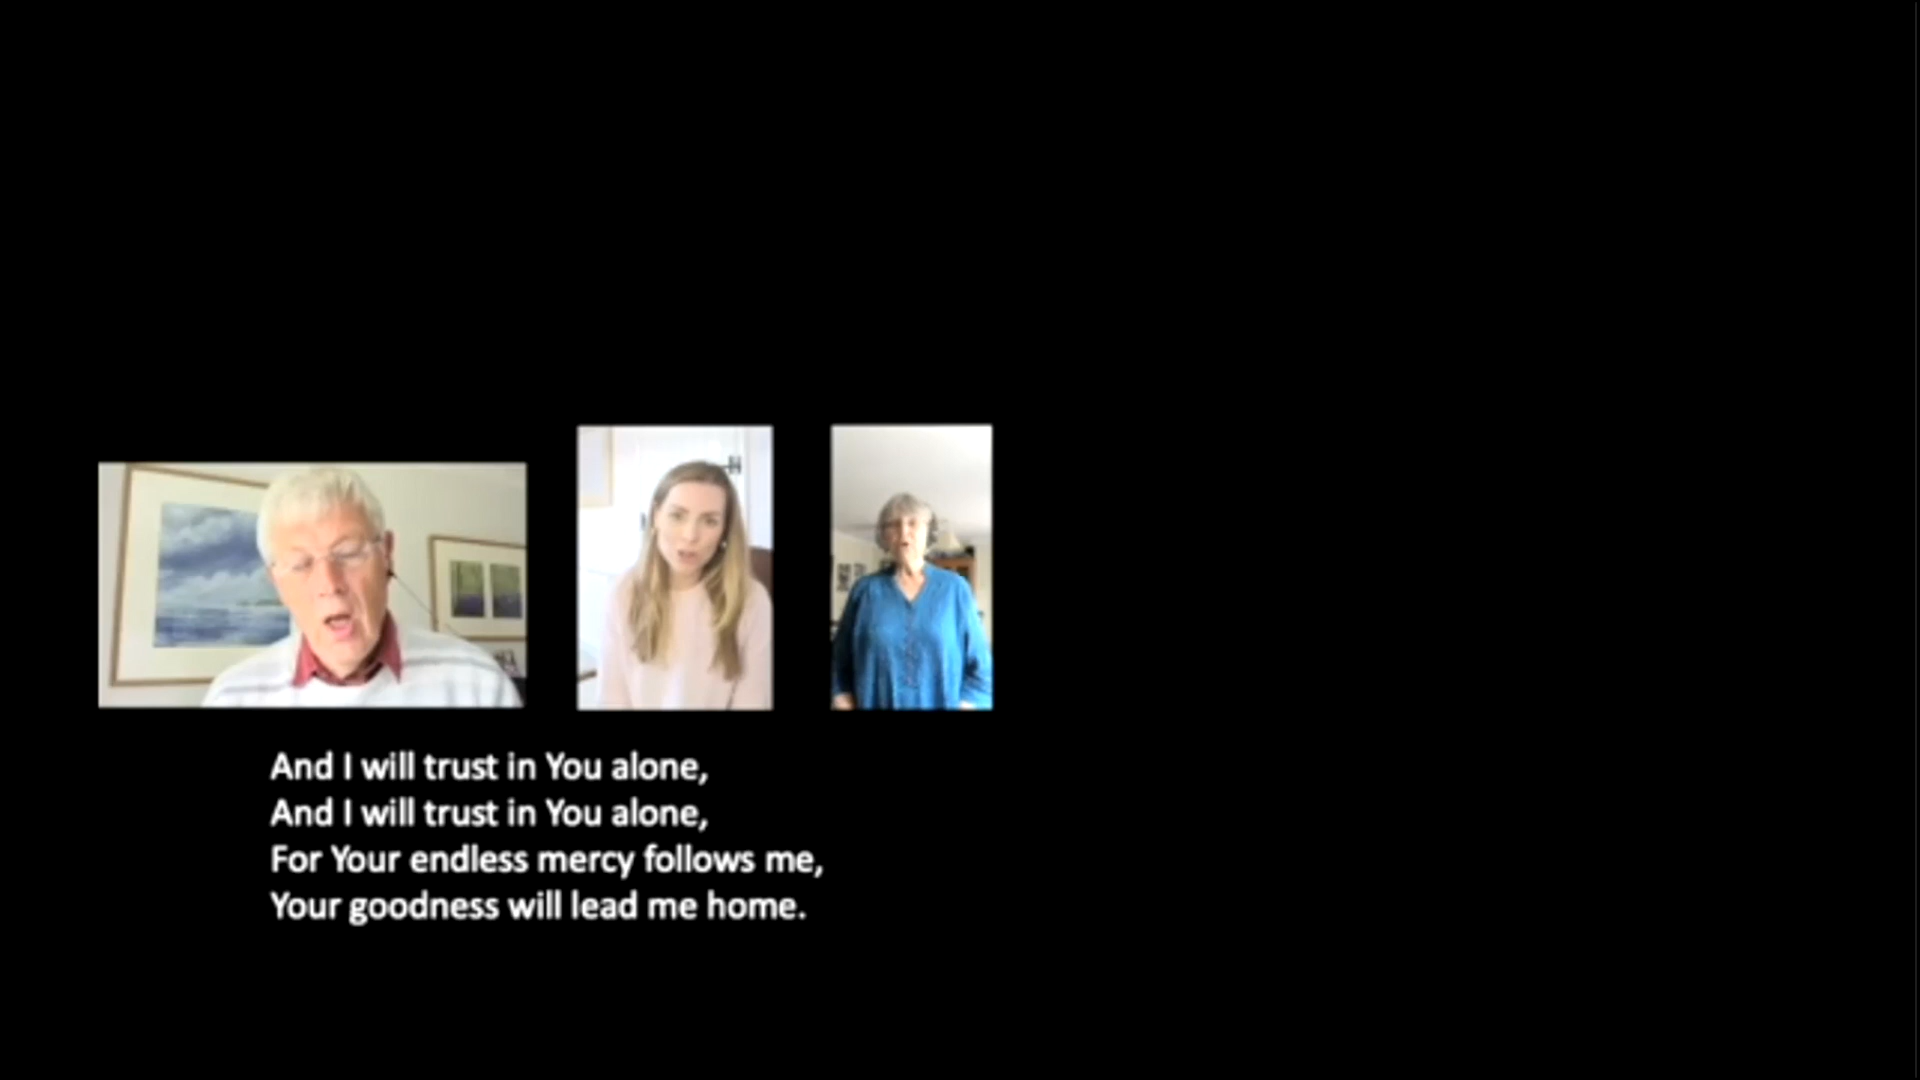 And I will trust in You alone,
And I will trust in You alone,
For Your endless mercy follows me,
Your goodness will lead me home.